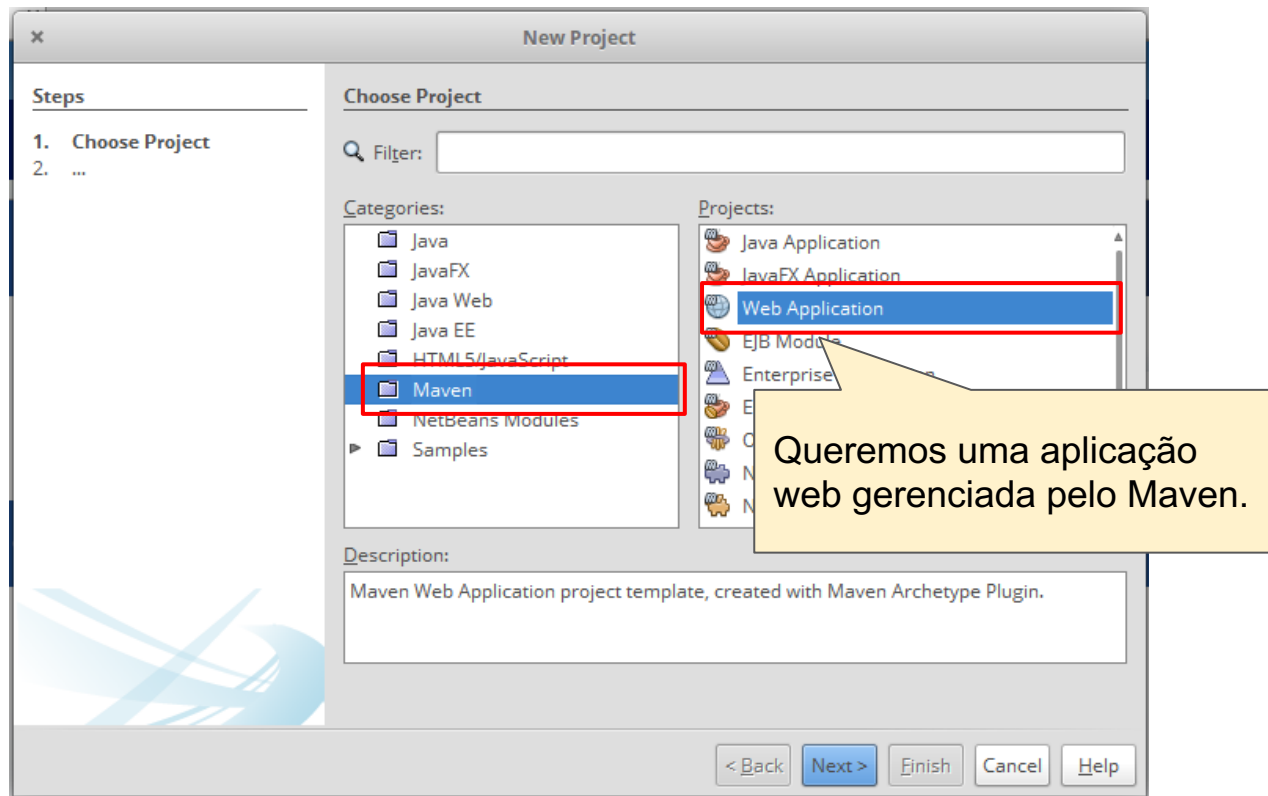 New Project
Steps
1. Choose Project
2. ...
Choose Project
Filter:
Categories:
Java
JavaFX
Java Web
Java EE
HTML5/JavaScript
Maven
NetBeans Modules
Samples
Projects:
Java Application
JavaFX Application
Web Application
EJB Module
Enterprise
Queremos uma aplicação
web gerenciada pelo Maven.
Description:
Maven Web Application project template, created with Maven Archetype Plugin.
< Back
Next >
Finish
Cancel
Help